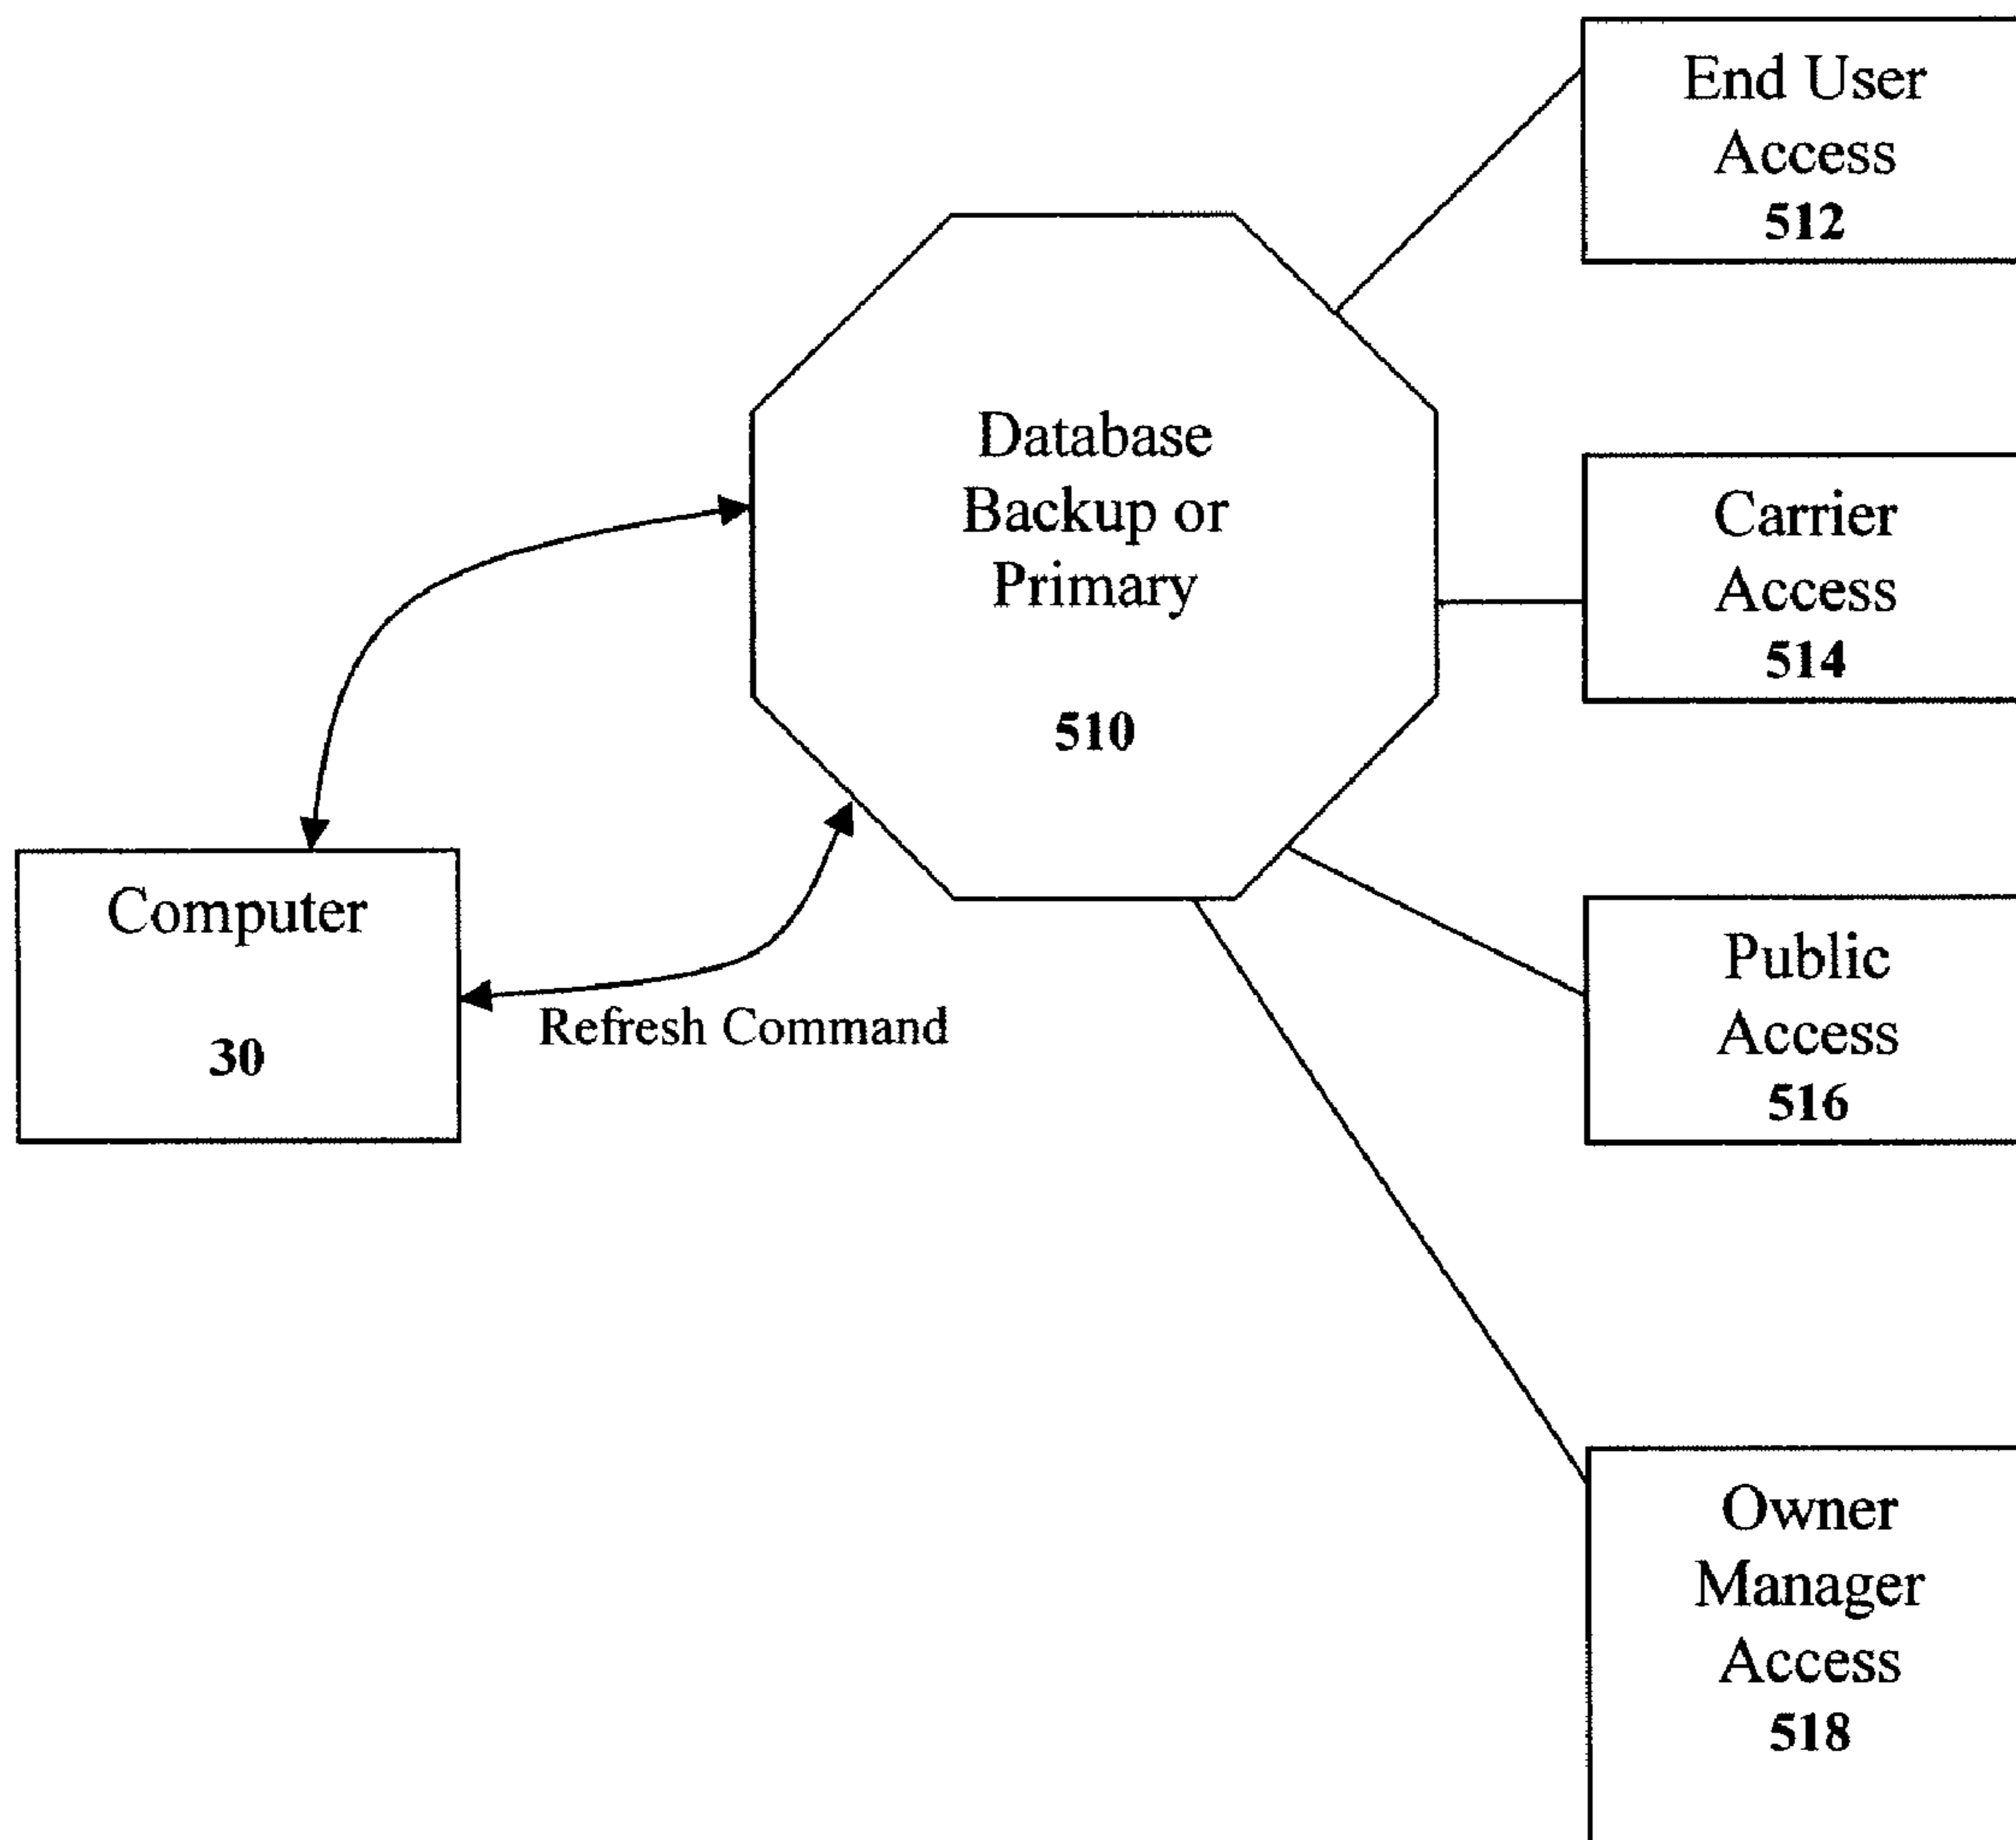 End User
Access
512
Database
Backup or
Primary
510
Carrier
Access
514
Computer
30
Refresh Command
Public
Access
516
Owner
Manager
Access
518